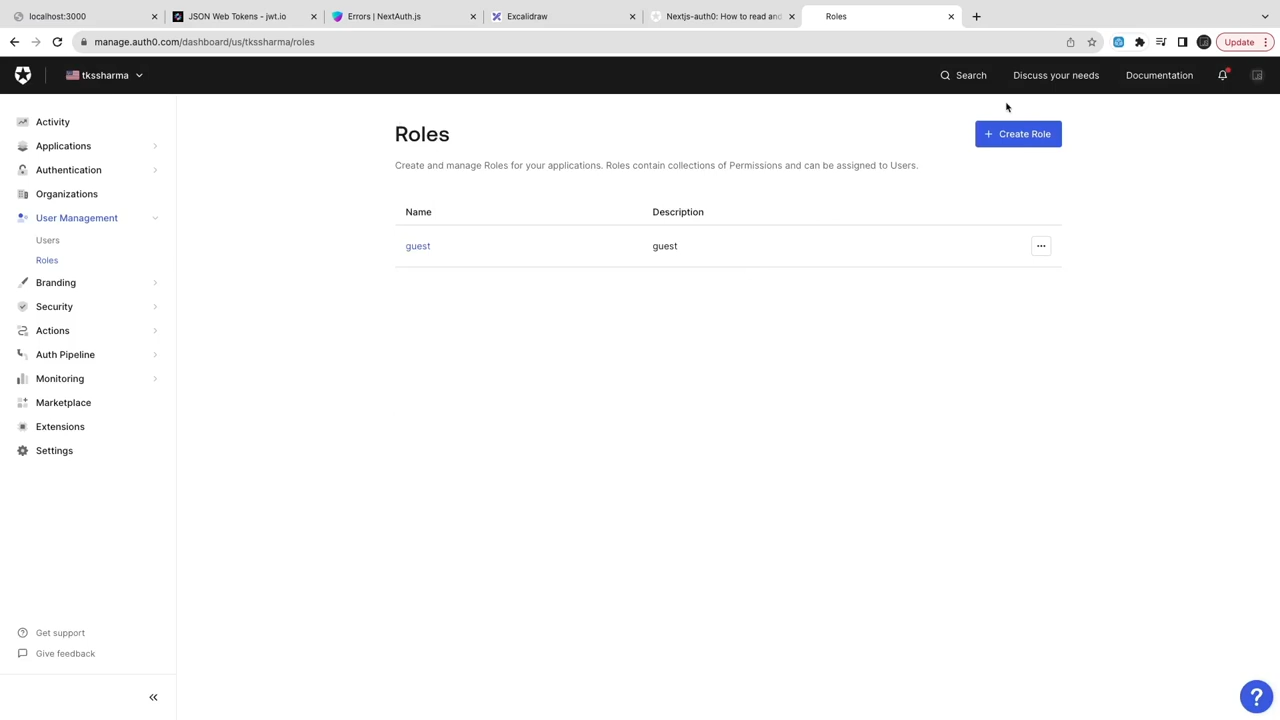 localhost:3000
JSON Web Tokens - jwt.io
Errors | NextAuth.js
Excalidraw
Nextjs-auth0: How to read and
Roles
manage.auth0.com/dashboard/us/tkssharma/roles
Update
tkssharma
Search
Discuss your needs
Documentation
Activity
Applications
Authentication
Organizations
User Management
Users
Roles
Branding
Security
Actions
Auth Pipeline
Monitoring
Marketplace
Extensions
Settings
Get support
Give feedback
Roles
+ Create Role
Create and manage Roles for your applications. Roles contain collections of Permissions and can be assigned to Users.
Name Description
guest guest